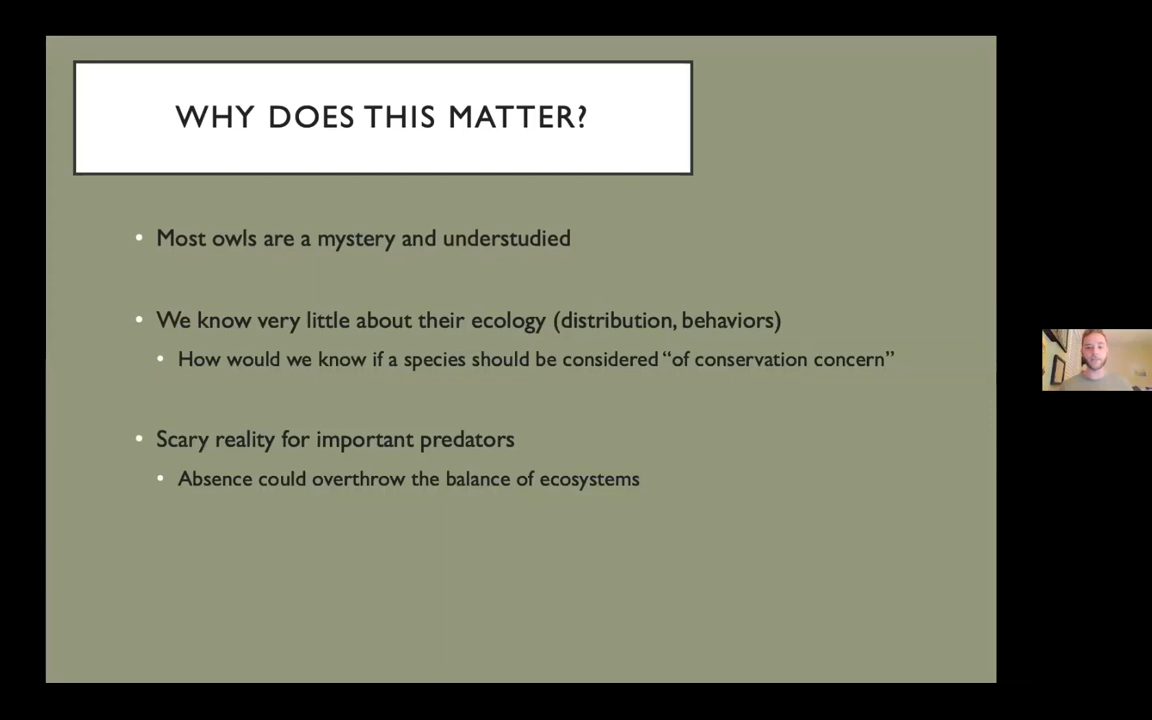 WHY DOES THIS MATTER?
• Most owls are a mystery and understudied
• We know very little about their ecology (distribution, behaviors)
• How would we know if a species should be considered “of conservation concern”
• Scary reality for important predators
• Absence could overthrow the balance of ecosystems